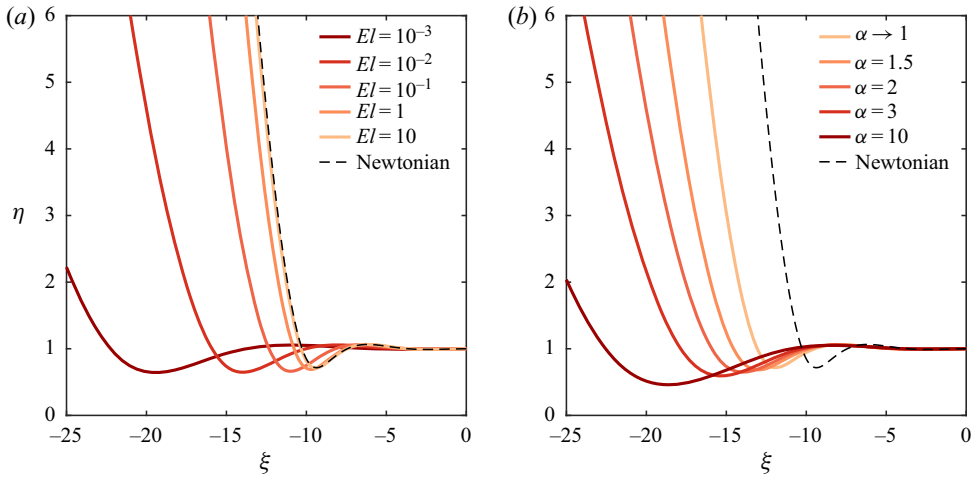 (a)
6
5
4
3
2
1
0
η
−25
−20
−15
−10
−5
0
ξ
El = 10⁻³
El = 10⁻²
El = 10⁻¹
El = 1
El = 10
Newtonian
(b)
6
5
4
3
2
1
0
−25
−20
−15
−10
−5
0
ξ
α → 1
α = 1.5
α = 2
α = 3
α = 10
Newtonian